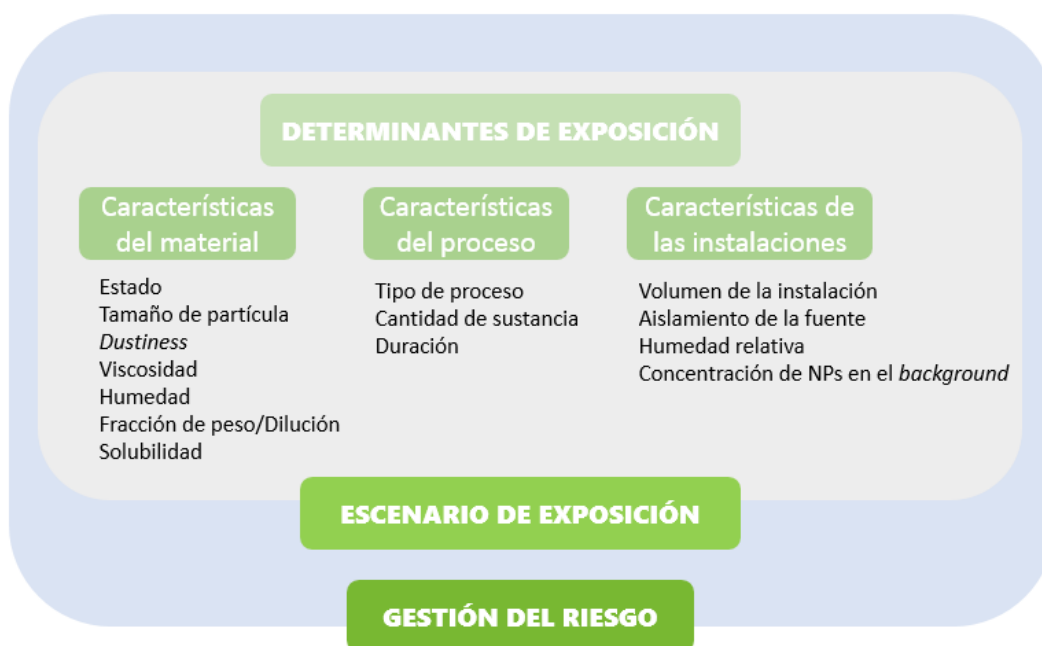 DETERMINANTES DE EXPOSICIÓN
Características
del material
Estado
Tamaño de partícula
Dustiness
Viscosidad
Humedad
Fracción de peso/Dilución
Solubilidad
Características
del proceso
Tipo de proceso
Cantidad de sustancia
Duración
Características de
las instalaciones
Volumen de la instalación
Aislamiento de la fuente
Humedad relativa
Concentración de NPs en el background
ESCENARIO DE EXPOSICIÓN
GESTIÓN DEL RIESGO